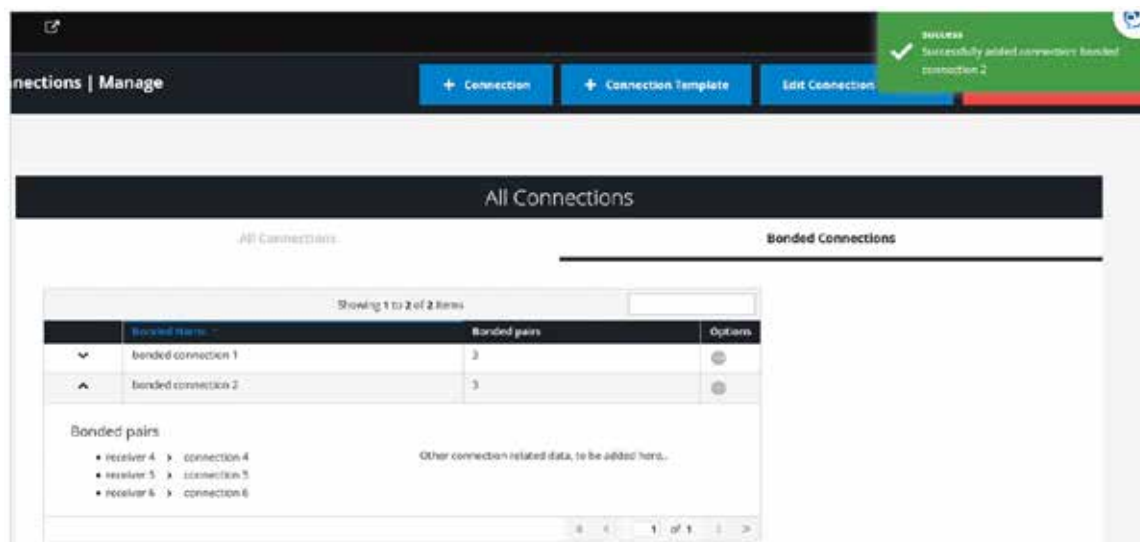 success
Successfully added connection: bonded
connection 2
nections | Manage
+ Connection
+ Connection Template
Edit Connection
All Connections
All Connections
Bonded Connections
Showing 1 to 2 of 2 items
Bonded Name
Bonded pairs
Options
bonded connection 1
3
bonded connection 2
3
Bonded pairs
• receiver 4 > connection 4
• receiver 5 > connection 5
• receiver 6 > connection 6
Other connection related data, to be added here..
« < 1 of 1 > »